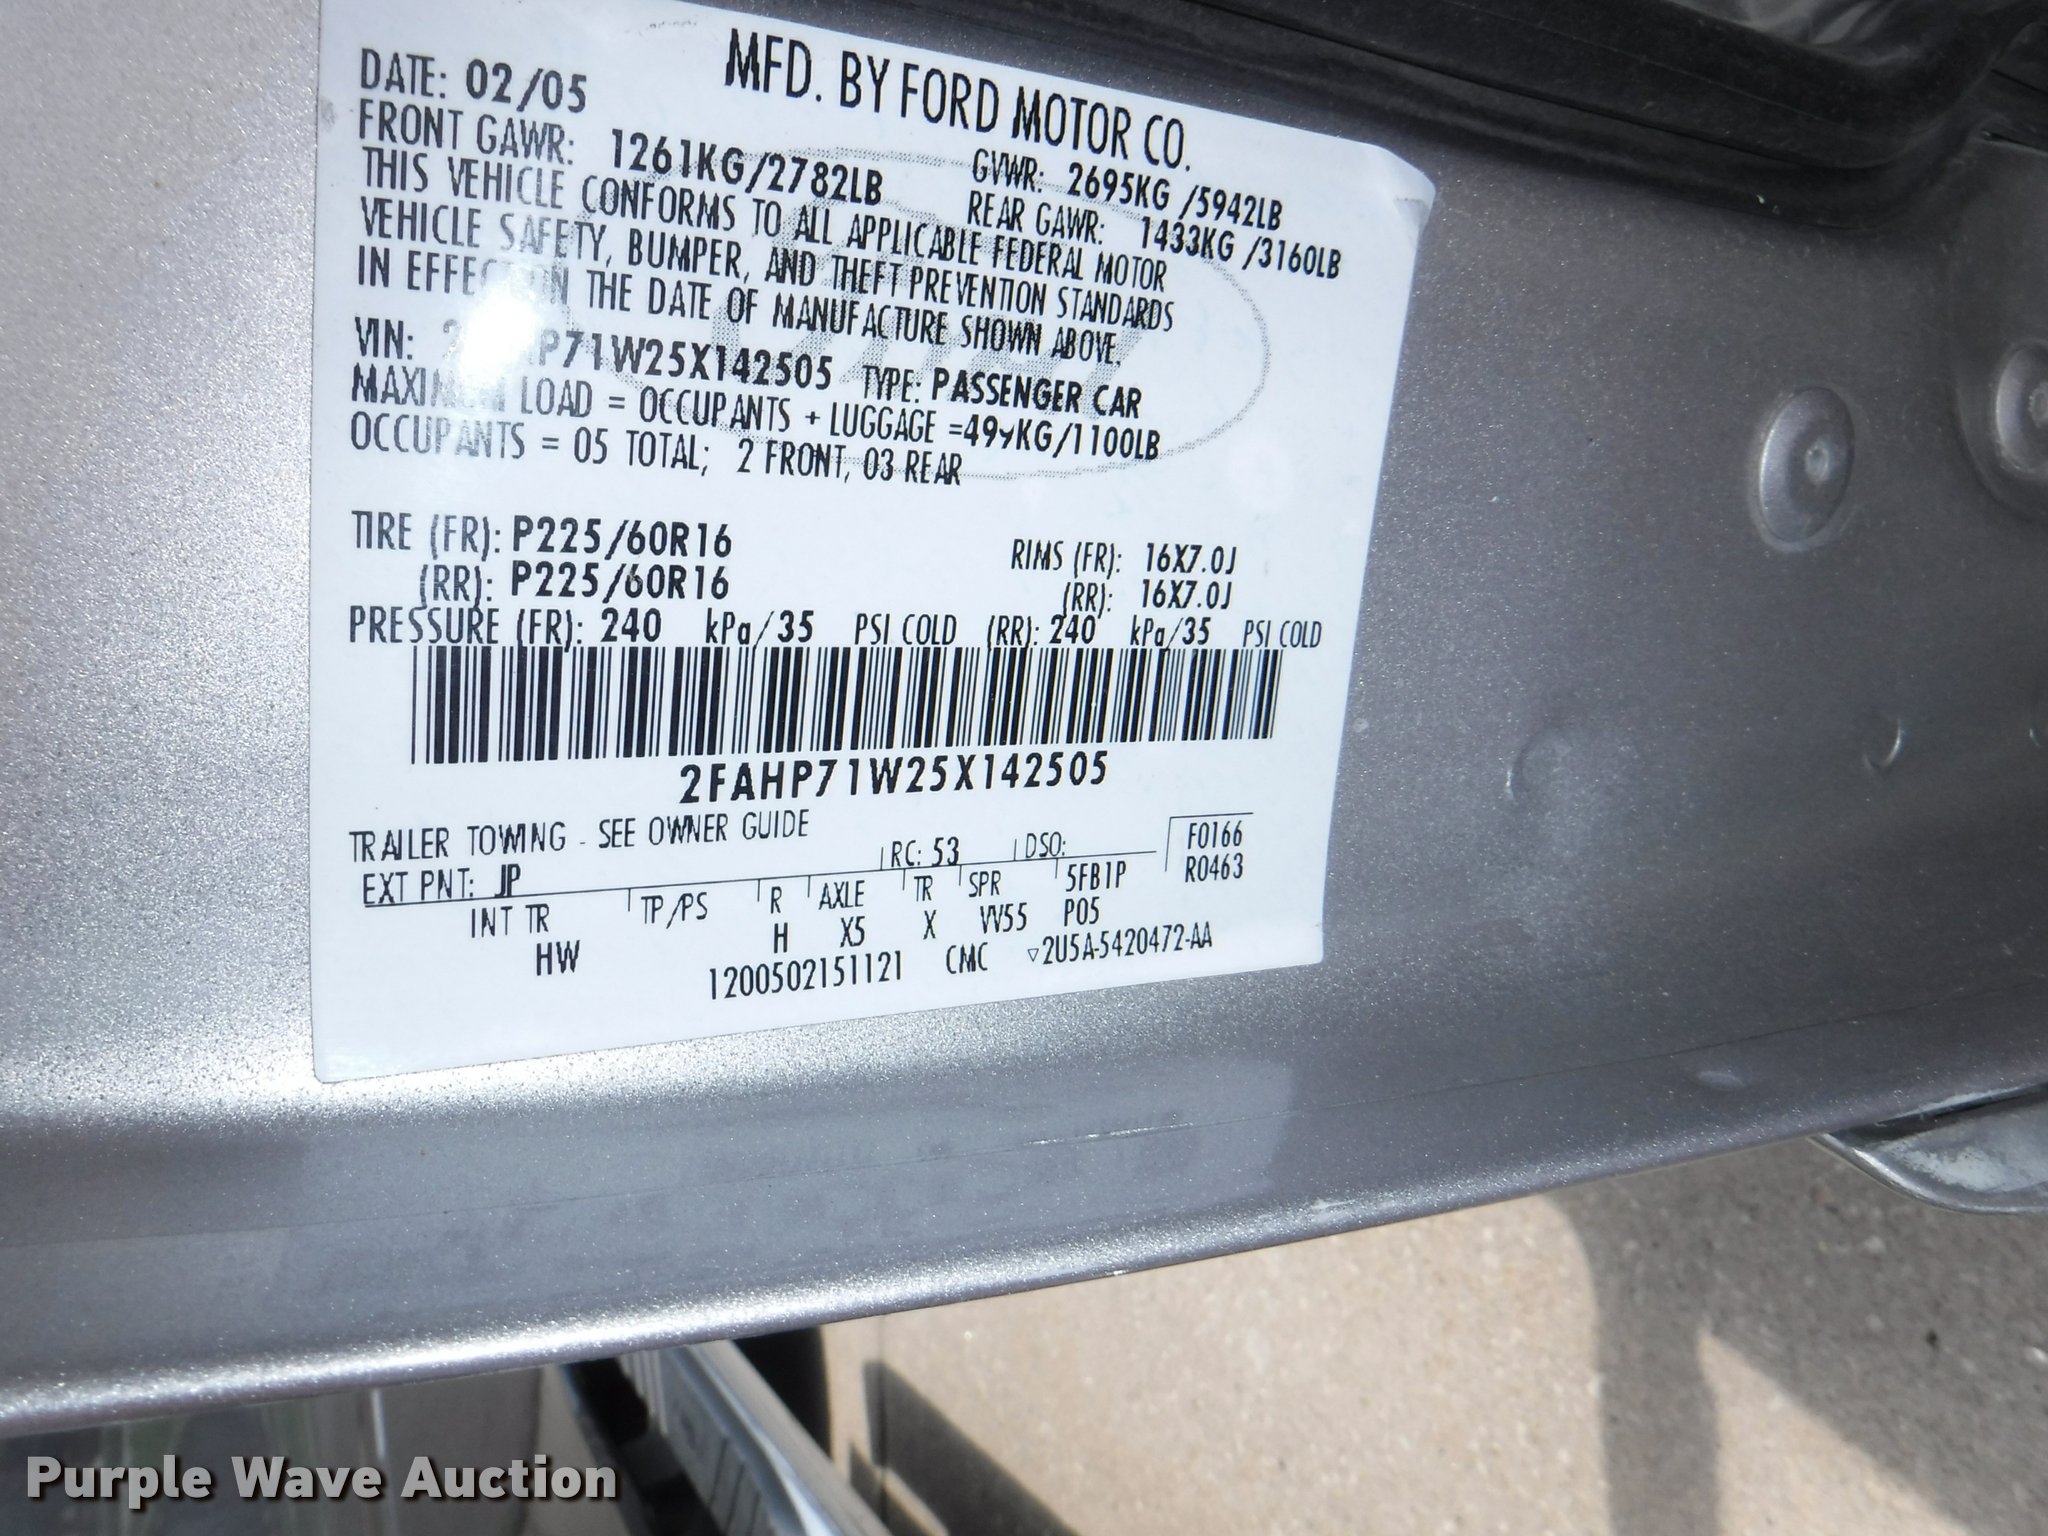 MFD. BY FORD MOTOR CO.
DATE: 02/05 GVWR: 2695KG /5942LB
FRONT GAWR: 1261KG/2782LB REAR GAWR: 1433KG /3160LB
THIS VEHICLE CONFORMS TO ALL APPLICABLE FEDERAL MOTOR
VEHICLE SAFETY, BUMPER, AND THEFT PREVENTION STANDARDS
IN EFFECT IN THE DATE OF MANUFACTURE SHOWN ABOVE.
VIN: 2FAHP71W25X142505 TYPE: PASSENGER CAR
MAXIMUM LOAD = OCCUPANTS + LUGGAGE =499KG/1100LB
OCCUPANTS = 05 TOTAL; 2 FRONT, 03 REAR
TIRE (FR): P225/60R16 RIMS (FR): 16X7.0J
(RR): P225/60R16 (RR): 16X7.0J
PRESSURE (FR): 240 kPa/35 PSI COLD (RR): 240 kPa/35 PSI COLD
2FAHP71W25X142505
TRAILER TOWING - SEE OWNER GUIDE
EXT PNT: JP RC: 53 DSO: F0166
R0463
INT TR TP/PS R AXLE TR SPR 5FB1P
HW H X5 X VV55 P05
1200502151121 CMC ▿2U5A-5420472-AA
Purple Wave Auction